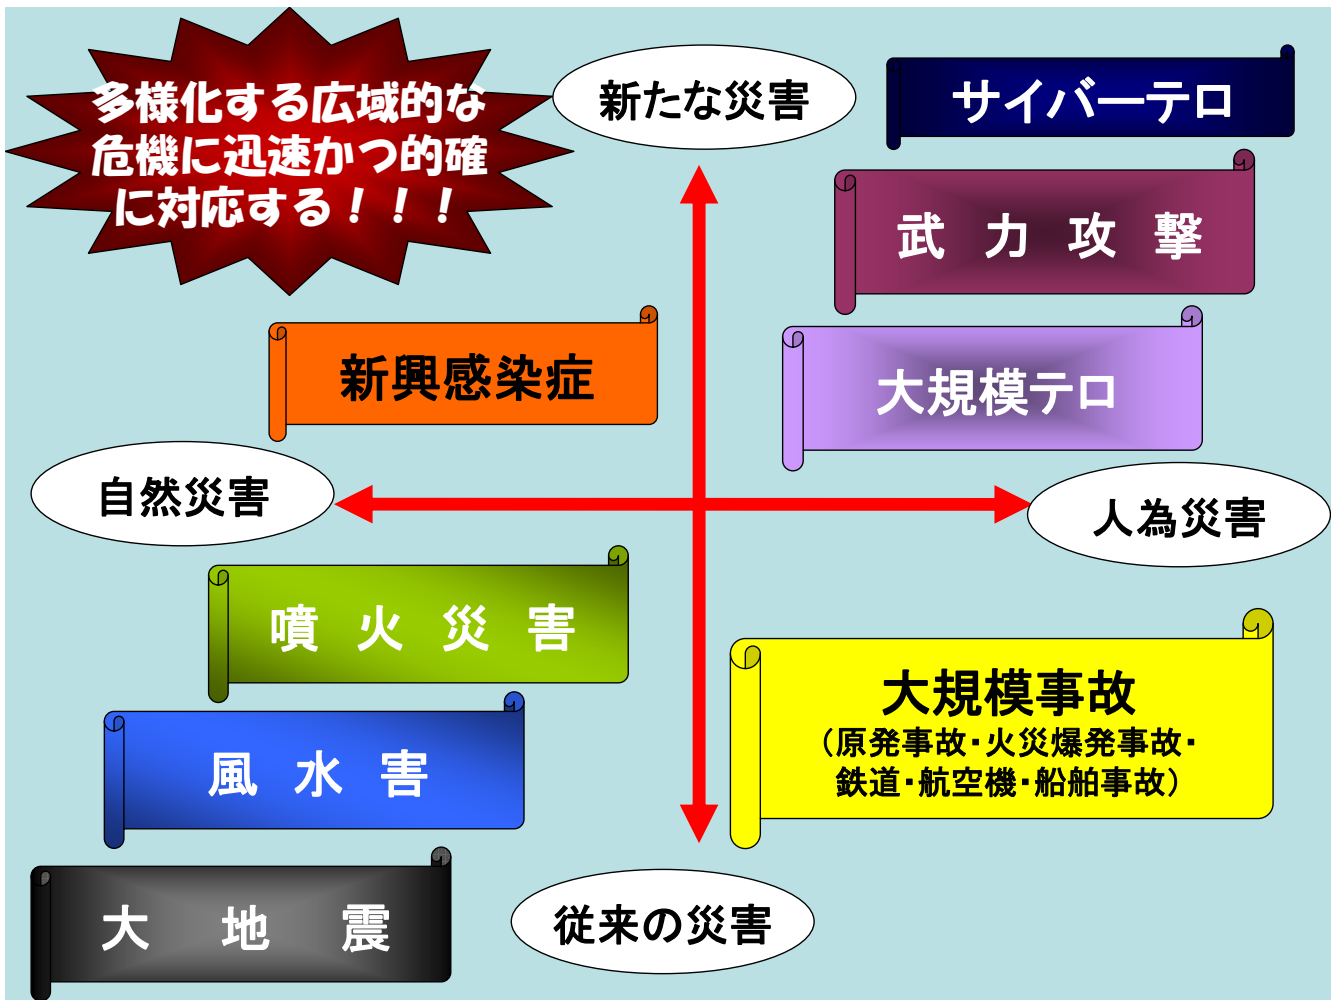 多様化する広域的な
危機に迅速かつ的確
に対応する！！！
新たな災害
サイバーテロ
武力攻撃
新興感染症
大規模テロ
自然災害
人為災害
噴火災害
大規模事故
（原発事故・火災爆発事故・
鉄道・航空機・船舶事故）
風水害
大地震
従来の災害